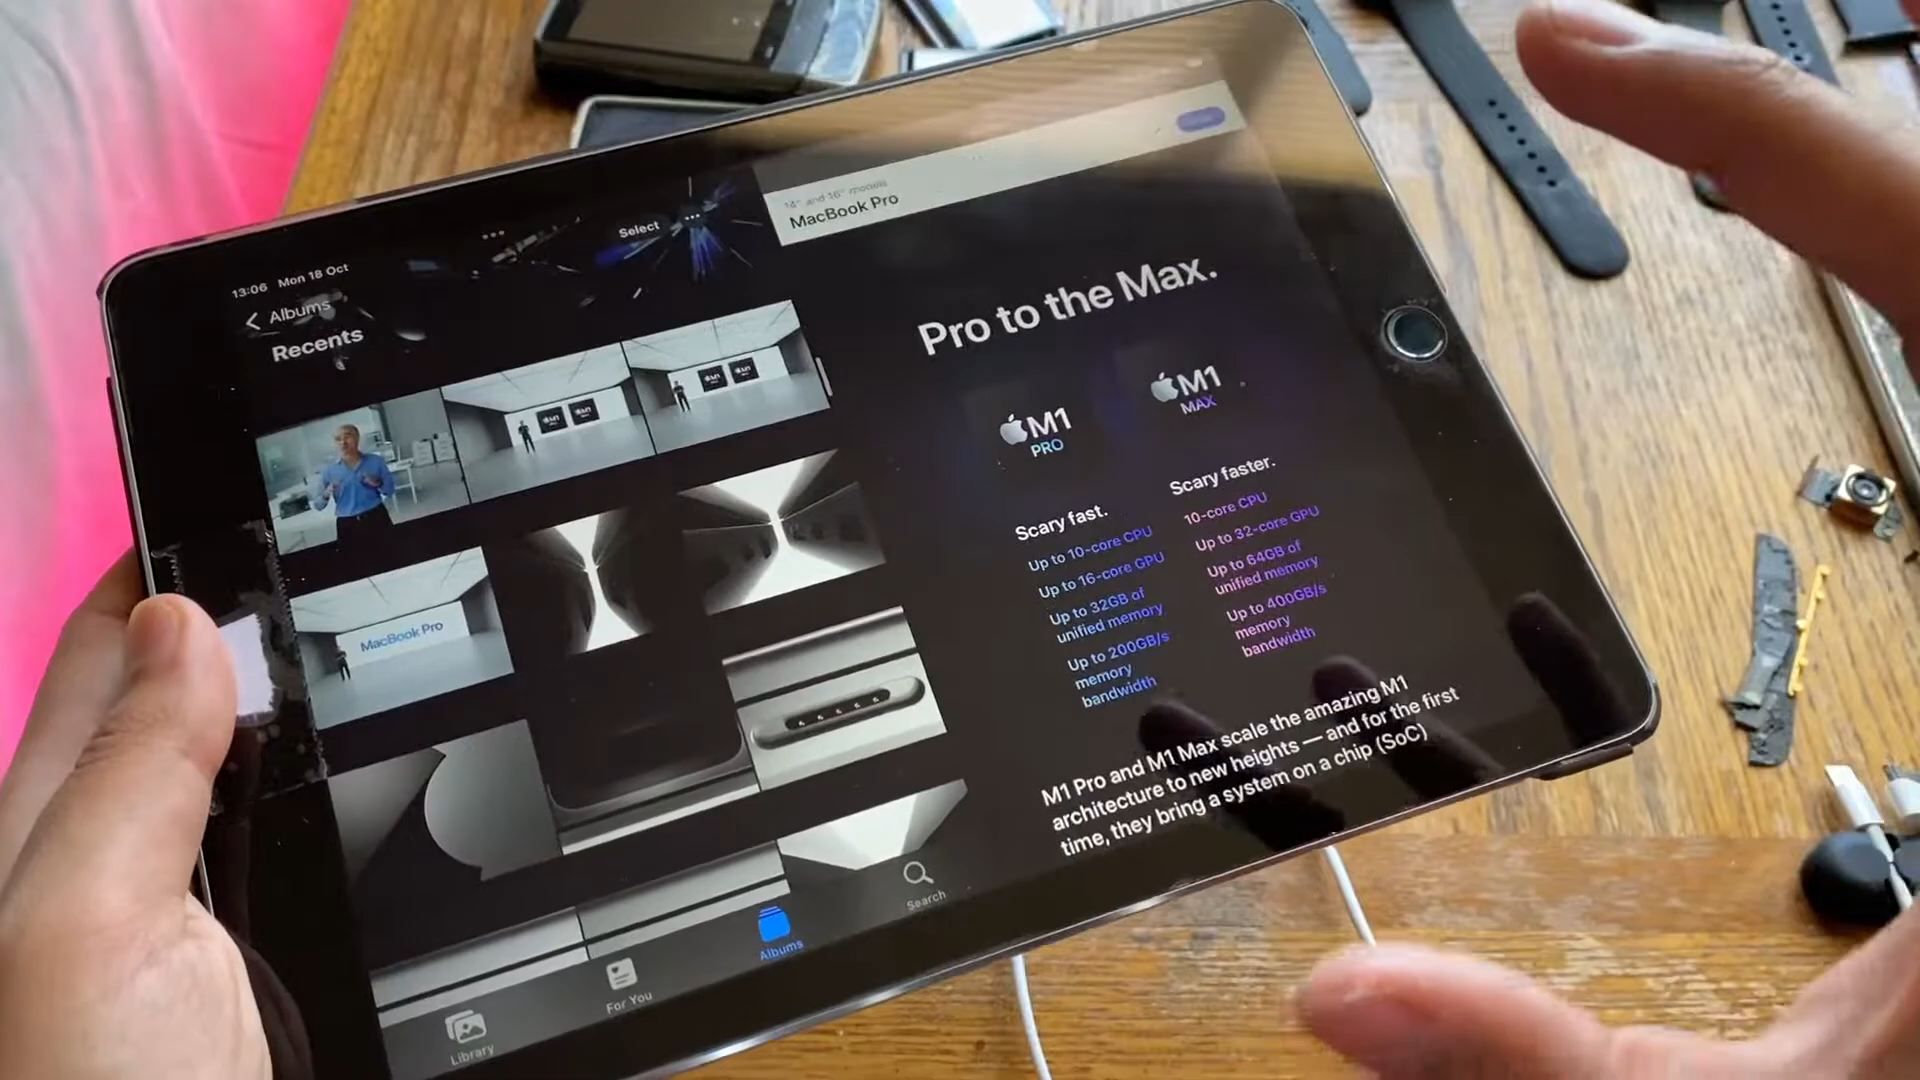 13:06 Mon 18 Oct
Albums
Select
Recents
MacBook Pro
Library
For You
Albums
Search
14" and 16" models
MacBook Pro
Pro to the Max.
M1
PRO
M1
MAX
Scary fast.
Up to 10-core CPU
Up to 16-core GPU
Up to 32GB of
unified memory
Up to 200GB/s
memory
bandwidth
Scary faster.
10-core CPU
Up to 32-core GPU
Up to 64GB of
unified memory
Up to 400GB/s
memory
bandwidth
M1 Pro and M1 Max scale the amazing M1
architecture to new heights — and for the first
time, they bring a system on a chip (SoC)